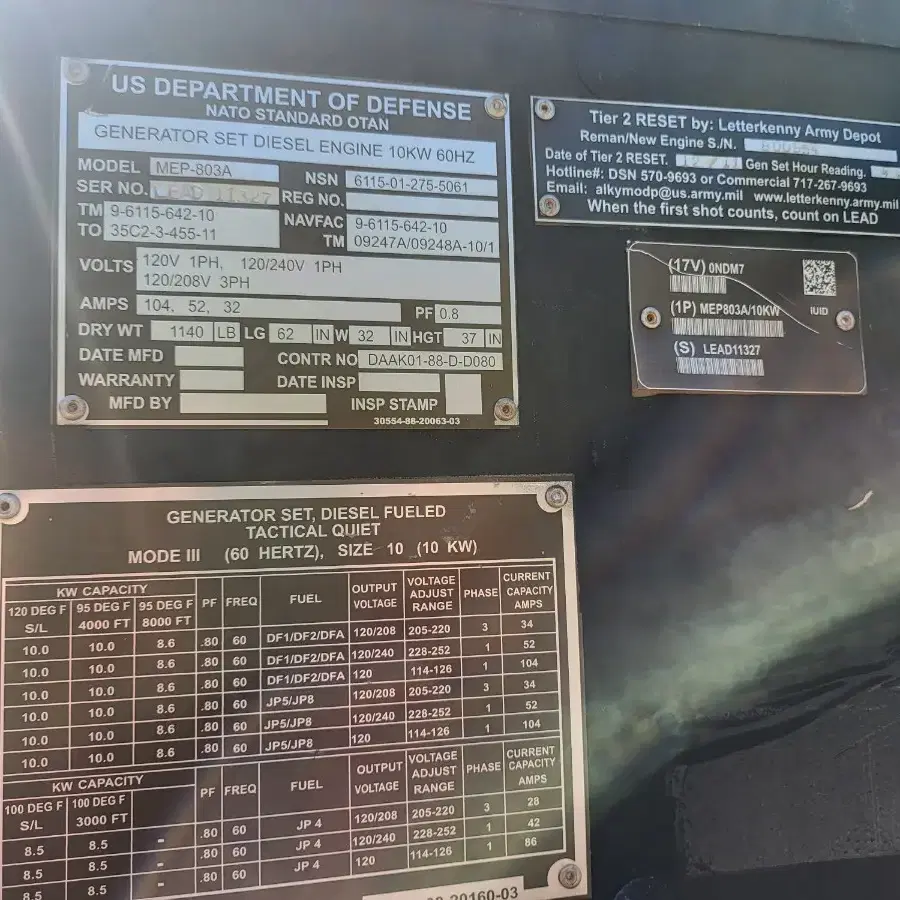 US DEPARTMENT OF DEFENSE
NATO STANDARD OTAN
GENERATOR SET DIESEL ENGINE 10KW 60HZ
MODEL MEP-803A
NSN 6115-01-275-5061
SER NO. LEAD 11327
REG NO.
TM 9-6115-642-10
TO 35C2-3-455-11
NAVFAC 9-6115-642-10
TM 09247A/09248A-10/1
VOLTS 120V 1PH, 120/240V 1PH
120/208V 3PH
AMPS 104, 52, 32
PF 0.8
DRY WT 1140 LB LG 62 IN W 32 IN HGT 37 IN
DATE MFD
CONTR NO DAAK01-88-D-D080
WARRANTY
DATE INSP
MFD BY
INSP STAMP
30554-88-20063-03
Tier 2 RESET by: Letterkenny Army Depot
Reman/New Engine S/N.
Date of Tier 2 RESET. Gen Set Hour Reading.
Hotline#: DSN 570-9693 or Commercial 717-267-9693
Email: alkymodp@us.army.mil www.letterkenny.army.mil
When the first shot counts, count on LEAD
(17V) 0NDM7
(1P) MEP803A/10KW
IUID
(S) LEAD11327
GENERATOR SET, DIESEL FUELED
TACTICAL QUIET
MODE III (60 HERTZ), SIZE 10 (10 KW)
KW CAPACITY
120 DEG F S/L 95 DEG F 4000 FT 95 DEG F 8000 FT PF FREQ FUEL OUTPUT VOLTAGE VOLTAGE ADJUST RANGE PHASE CURRENT CAPACITY AMPS
10.0 10.0 8.6 .80 60 DF1/DF2/DFA 120/208 205-220 3 34
10.0 10.0 8.6 .80 60 DF1/DF2/DFA 120/240 228-252 1 52
10.0 10.0 8.6 .80 60 DF1/DF2/DFA 120 114-126 1 104
10.0 10.0 8.6 .80 60 JP5/JP8 120/208 205-220 3 34
10.0 10.0 8.6 .80 60 JP5/JP8 120/240 228-252 1 52
10.0 10.0 8.6 .80 60 JP5/JP8 120 114-126 1 104
KW CAPACITY
100 DEG F S/L 100 DEG F 3000 FT PF FREQ FUEL OUTPUT VOLTAGE VOLTAGE ADJUST RANGE PHASE CURRENT CAPACITY AMPS
8.5 8.5 - .80 60 JP 4 120/208 205-220 3 28
8.5 8.5 - .80 60 JP 4 120/240 228-252 1 42
8.5 8.5 - .80 60 JP 4 120 114-126 1 86